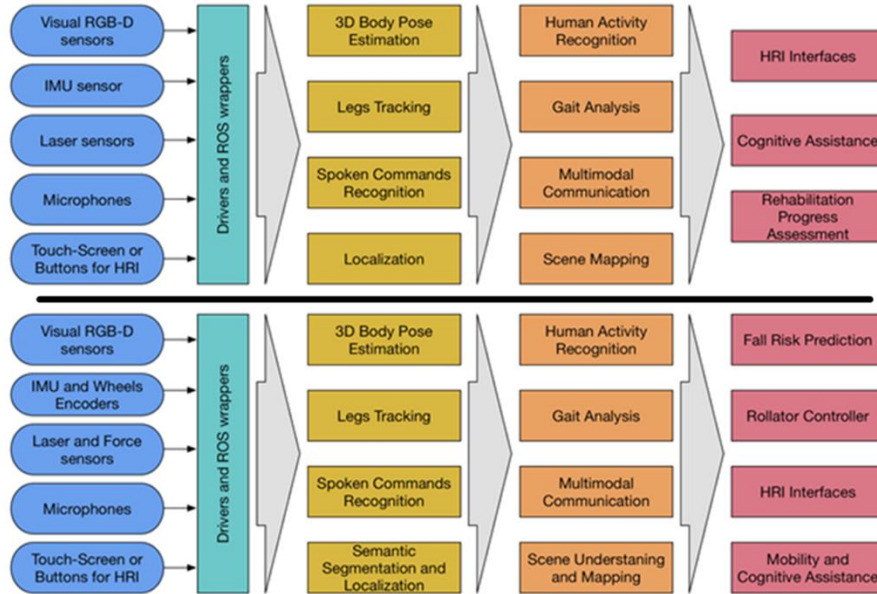 Visual RGB-D
sensors
IMU sensor
Laser sensors
Microphones
Touch-Screen or
Buttons for HRI
Drivers and ROS wrappers
3D Body Pose
Estimation
Legs Tracking
Spoken Commands
Recognition
Localization
Human Activity
Recognition
Gait Analysis
Multimodal
Communication
Scene Mapping
HRI Interfaces
Cognitive Assistance
Rehabilitation
Progress
Assessment
Visual RGB-D
sensors
IMU and Wheels
Encoders
Laser and Force
sensors
Microphones
Touch-Screen or
Buttons for HRI
Drivers and ROS wrappers
3D Body Pose
Estimation
Legs Tracking
Spoken Commands
Recognition
Semantic
Segmentation and
Localization
Human Activity
Recognition
Gait Analysis
Multimodal
Communication
Scene Understaning
and Mapping
Fall Risk Prediction
Rollator Controller
HRI Interfaces
Mobility and
Cognitive Assistance